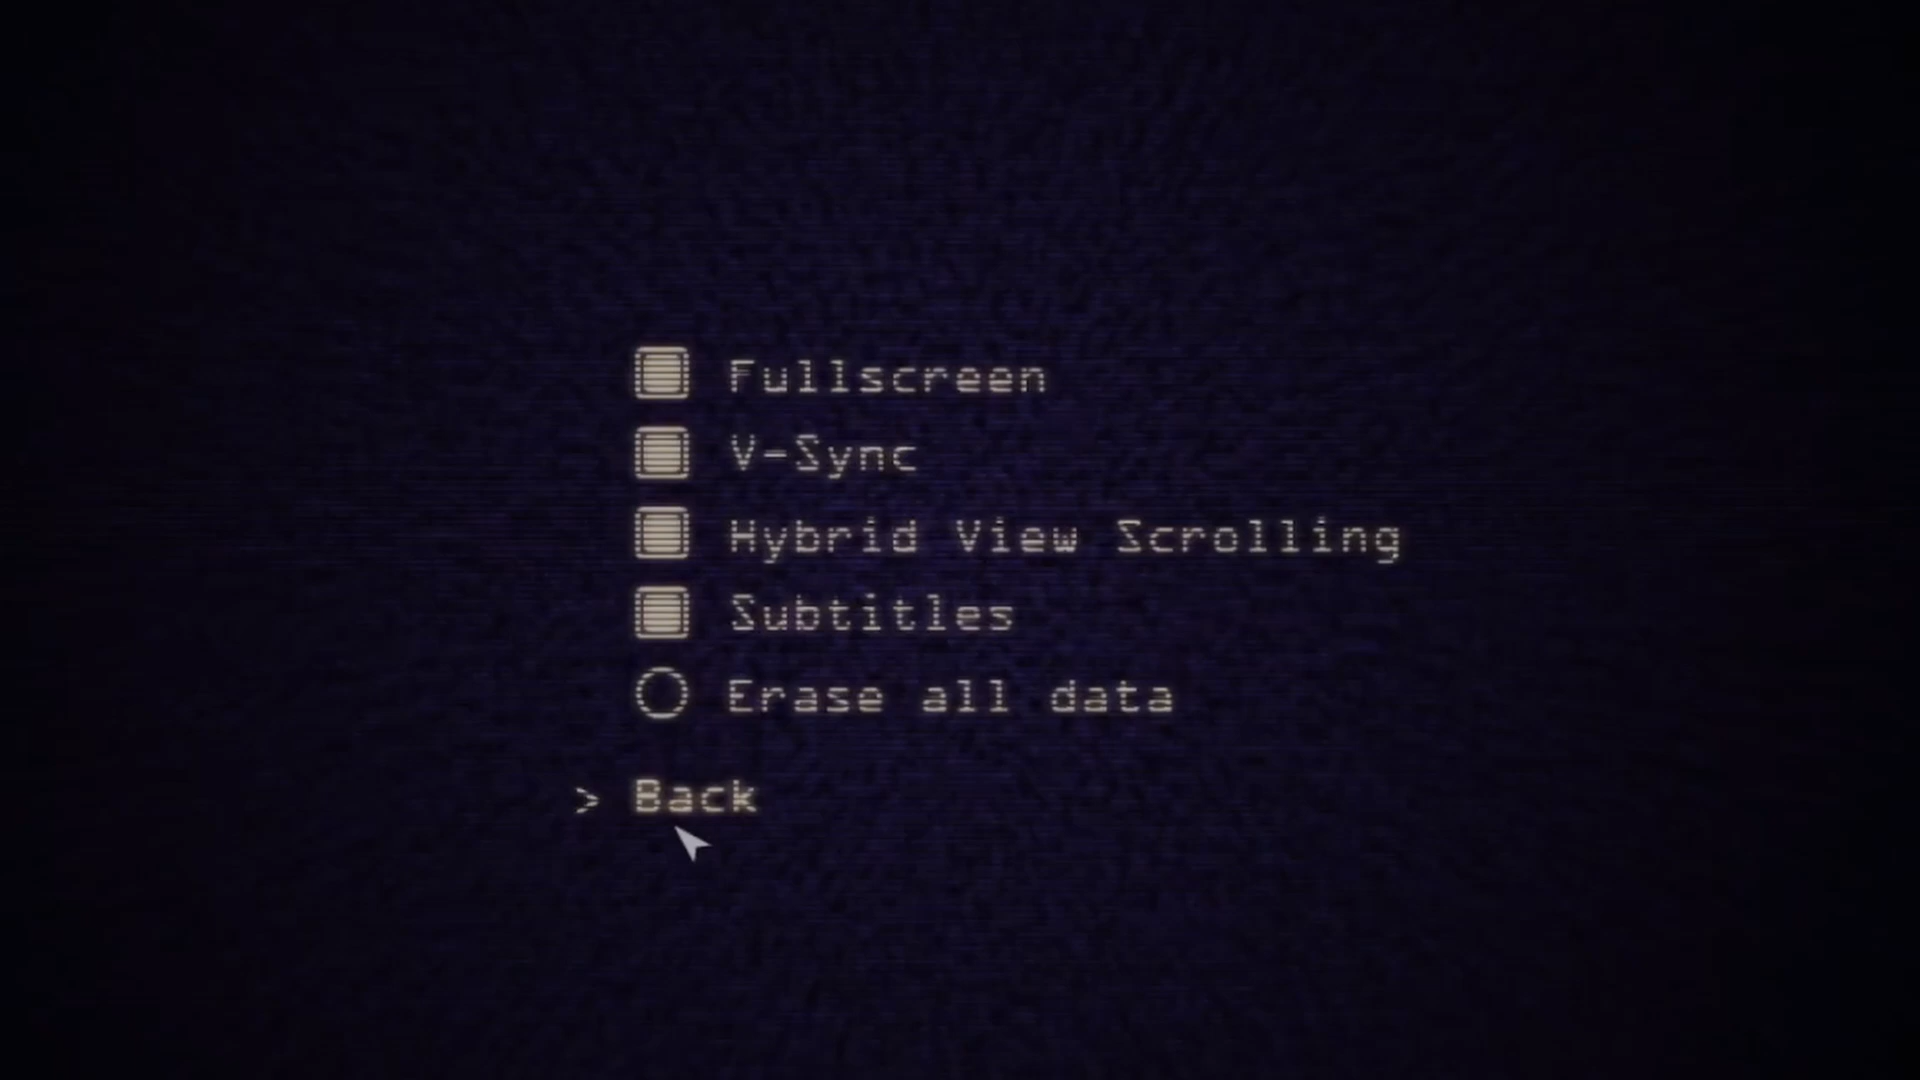 Fullscreen
V-Sync
Hybrid View Scrolling
Subtitles
Erase all data
> Back